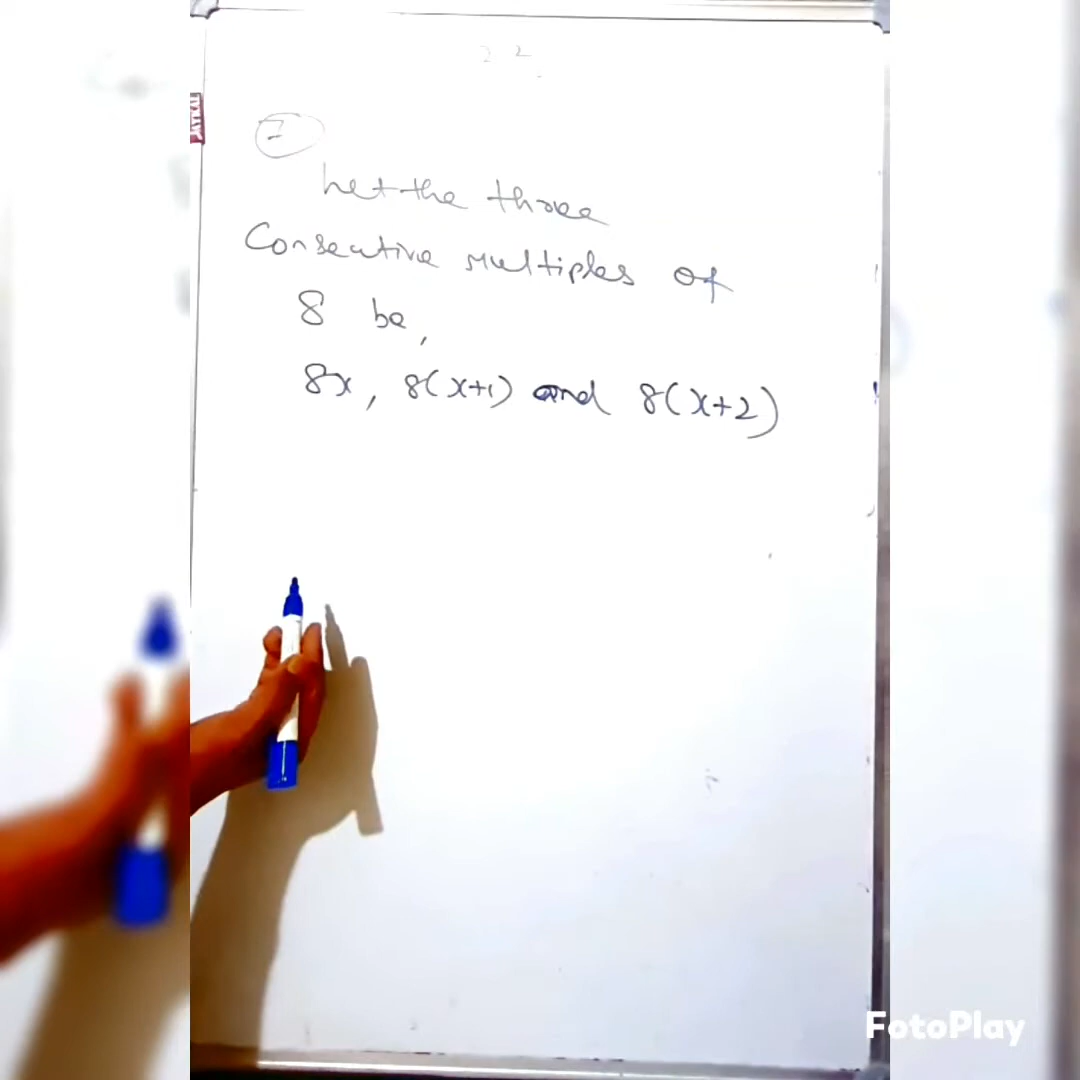 Let the three
Consecutive multiples of
8 be,
8x, 8(x+1) and 8(x+2)
FotoPlay